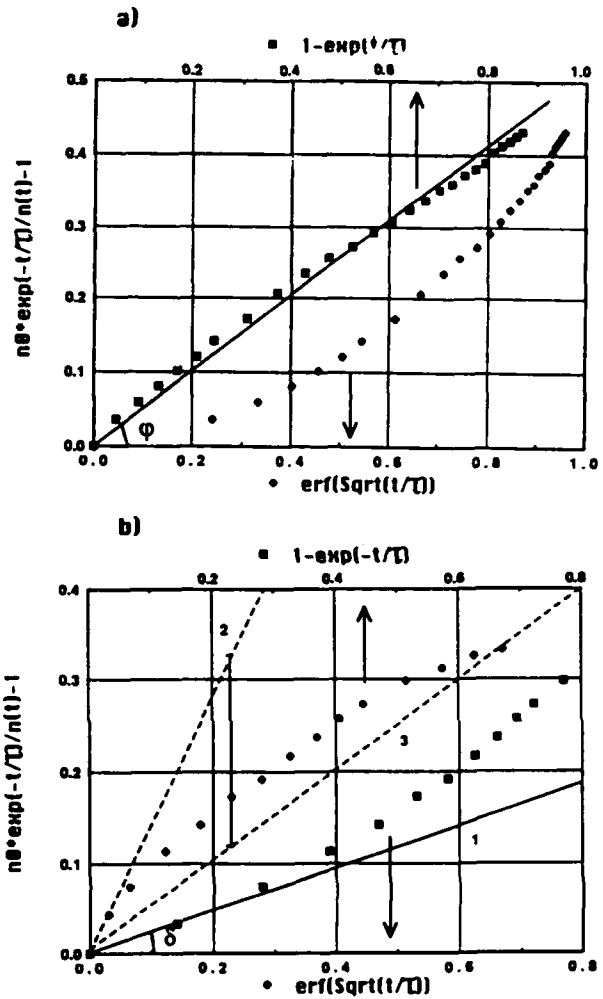 a)
■ 1-exp(t/τ)
0.2 0.4 0.6 0.8 1.0
0.5
0.4
0.3
0.2
0.1
0.0
n0*exp(-t/τ)/n(t)-1
φ
0.0 0.2 0.4 0.6 0.8 1.0
◆ erf(Sqrt(t/τ))
b)
■ 1-exp(-t/τ)
0.2 0.4 0.6 0.8
0.4
0.3
0.2
0.1
0.0
n0*exp(-t/τ)/n(t)-1
2
3
1
δ
0.0 0.2 0.4 0.6 0.8
◆ erf(Sqrt(t/τ))